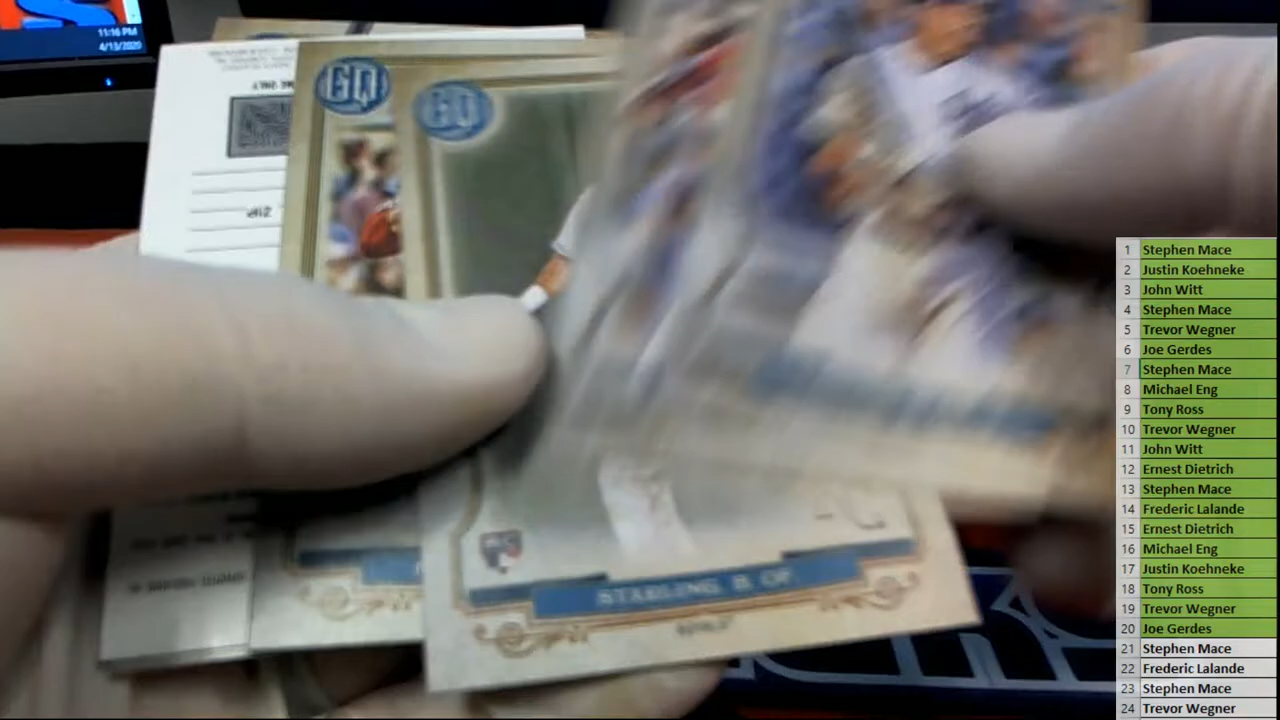 11:16 PM
4/13/2020
GQ
GQ
STARLING, B. OF
1 Stephen Mace
2 Justin Koehneke
3 John Witt
4 Stephen Mace
5 Trevor Wegner
6 Joe Gerdes
7 Stephen Mace
8 Michael Eng
9 Tony Ross
10 Trevor Wegner
11 John Witt
12 Ernest Dietrich
13 Stephen Mace
14 Frederic Lalande
15 Ernest Dietrich
16 Michael Eng
17 Justin Koehneke
18 Tony Ross
19 Trevor Wegner
20 Joe Gerdes
21 Stephen Mace
22 Frederic Lalande
23 Stephen Mace
24 Trevor Wegner